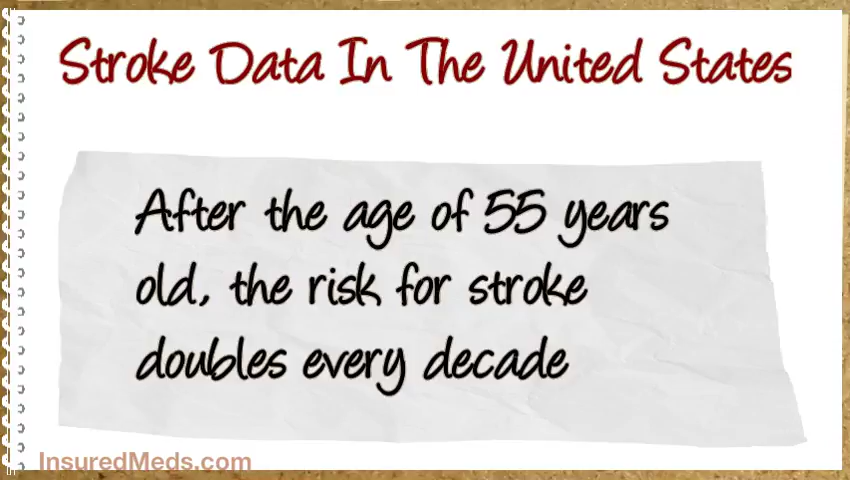 Stroke Data In The United States
After the age of 55 years
old, the risk for stroke
doubles every decade
InsuredMeds.com